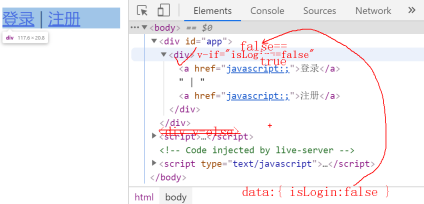 登录 | 注册
div 117.6 × 20.8
Elements Console Sources
<body> == $0
<div id="app">
false==
<div v-if="isLogin==false"
true
<a href="javascript:;">登录</a>
" | "
<a href="javascript:;">注册</a>
</div>
</div>
div v-else
<script>…</script>
<!-- Code injected by live-server -->
<script type="text/javascript">…</script>
</body>
data:{ isLogin:false }
html body